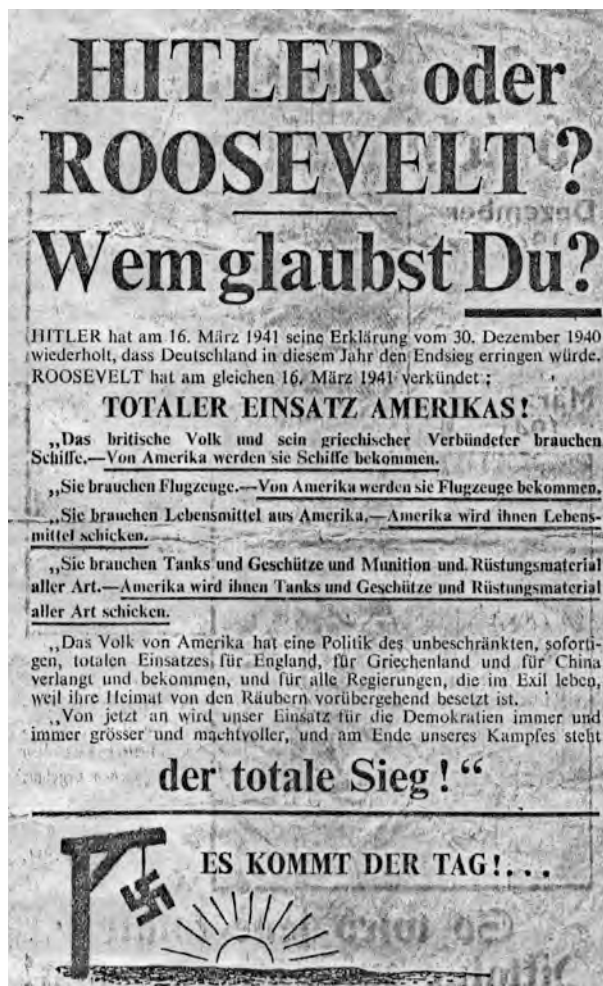 HITLER oder
ROOSEVELT?
Wem glaubst Du?
HITLER hat am 16. März 1941 seine Erklärung vom 30. Dezember 1940
wiederholt, dass Deutschland in diesem Jahr den Endsieg erringen würde.
ROOSEVELT hat am gleichen 16. März 1941 verkündet :
TOTALER EINSATZ AMERIKAS!
„Das britische Volk und sein griechischer Verbündeter brauchen
Schiffe.—Von Amerika werden sie Schiffe bekommen.
„Sie brauchen Flugzeuge.—Von Amerika werden sie Flugzeuge bekommen.
„Sie brauchen Lebensmittel aus Amerika,—Amerika wird ihnen Lebens-
mittel schicken.
„Sie brauchen Tanks und Geschütze und Munition und Rüstungsmaterial
aller Art.—Amerika wird ihnen Tanks und Geschütze und Rüstungsmaterial
aller Art schicken.
„Das Volk von Amerika hat eine Politik des unbeschränkten, soforti-
gen, totalen Einsatzes für England, für Griechenland und für China
verlangt und bekommen, und für alle Regierungen, die im Exil leben,
weil ihre Heimat von den Räubern vorübergehend besetzt ist.
„Von jetzt an wird unser Einsatz für die Demokratien immer und
immer grösser und machtvoller, und am Ende unseres Kampfes steht
der totale Sieg!“
ES KOMMT DER TAG!...
Dezember
März
So wird